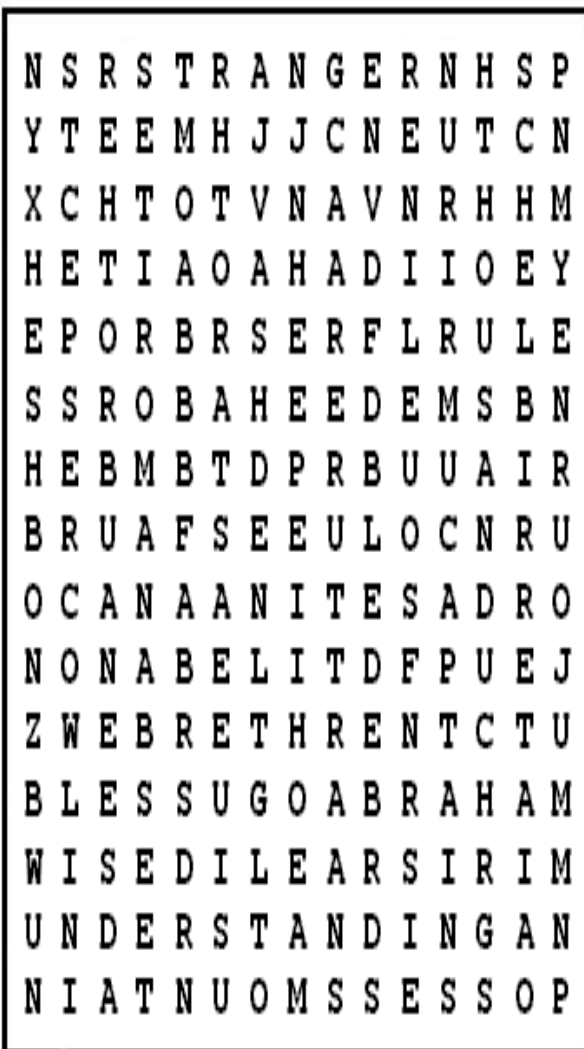 N S R S T R A N G E R N H S P
Y T E E M H J J C N E U T C N
X C H T O T V N A V N R H H M
H E T I A O A H A D I I O E Y
E P O R B R S E R F L R U L E
S S R O B A H E E D E M S B N
H E B M B T D P R B U U A I R
B R U A F S E E U L O C N R U
O C A N A A N I T E S A D R O
N O N A B E L I T D F P U E J
Z W E B R E T H R E N T C T U
B L E S S U G O A B R A H A M
W I S E D I L E A R S I R I M
U N D E R S T A N D I N G A N
N I A T N U O M S S E S S O P